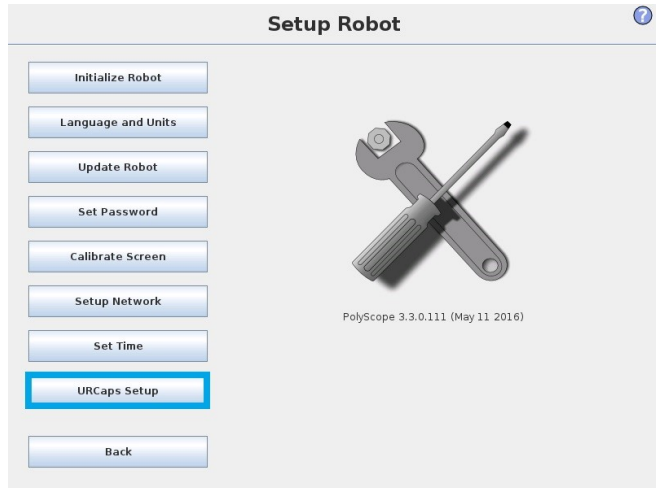 Setup Robot
?
Initialize Robot
Language and Units
Update Robot
Set Password
Calibrate Screen
Setup Network
Set Time
URCaps Setup
Back
PolyScope 3.3.0.111 (May 11 2016)